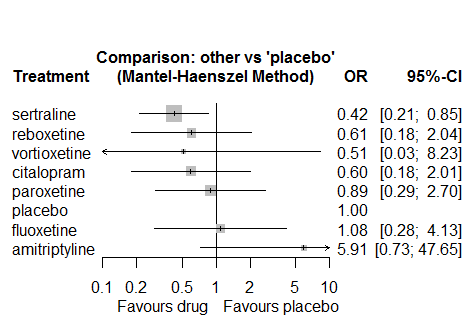 Comparison: other vs 'placebo'
Treatment (Mantel-Haenszel Method) OR 95%-CI
sertraline 0.42 [0.21; 0.85]
reboxetine 0.61 [0.18; 2.04]
vortioxetine 0.51 [0.03; 8.23]
citalopram 0.60 [0.18; 2.01]
paroxetine 0.89 [0.29; 2.70]
placebo 1.00
fluoxetine 1.08 [0.28; 4.13]
amitriptyline 5.91 [0.73; 47.65]
0.1 0.2 0.5 1 2 5 10
Favours drug Favours placebo